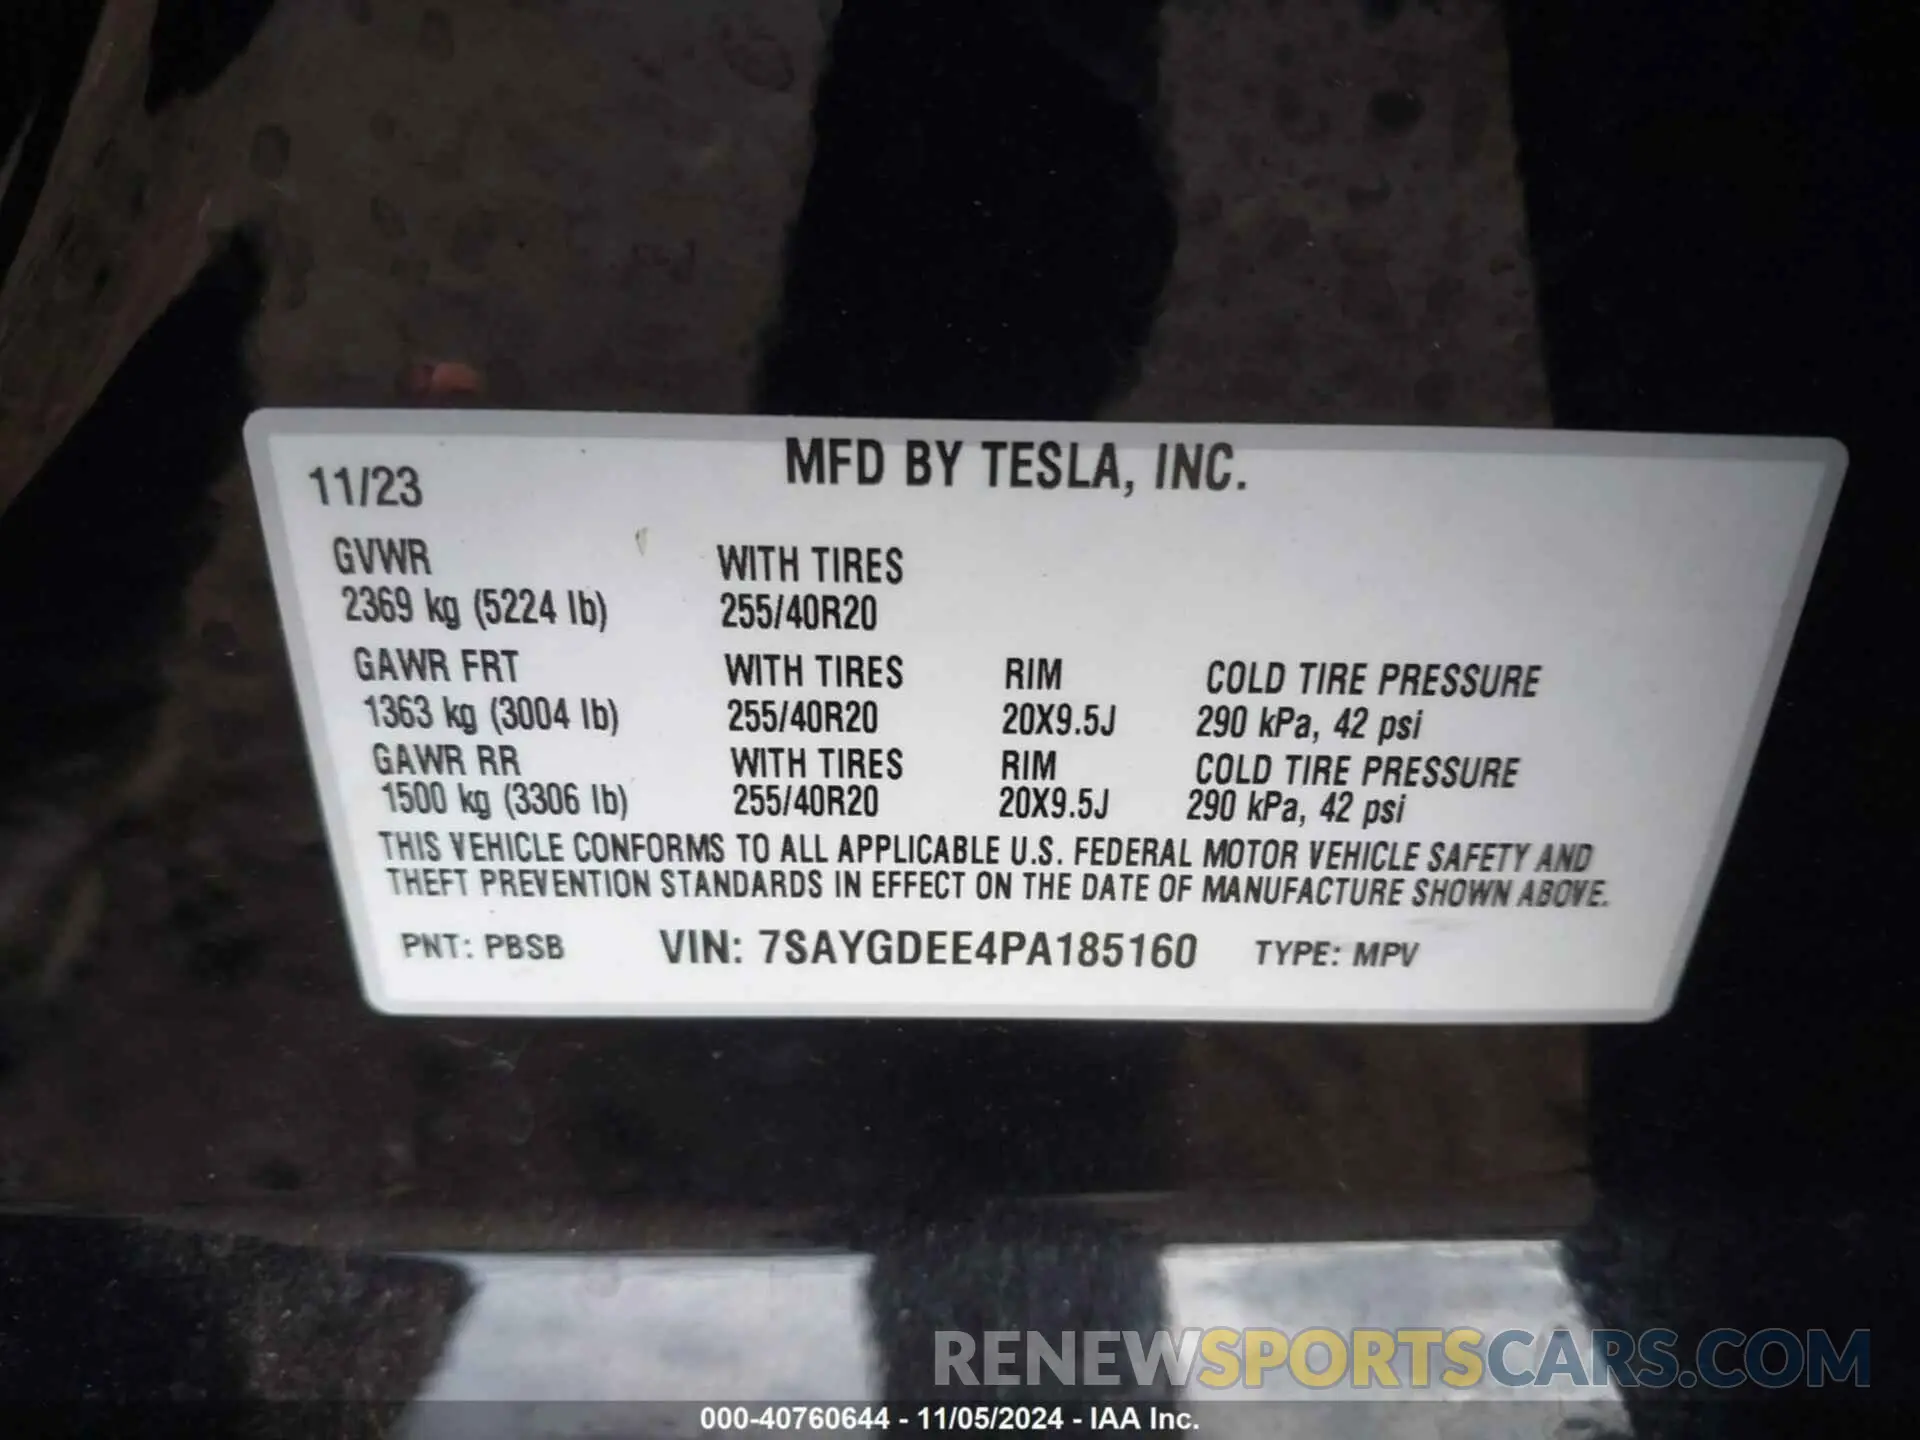 MFD BY TESLA, INC.
11/23
GVWR WITH TIRES
2369 kg (5224 lb) 255/40R20
GAWR FRT WITH TIRES RIM COLD TIRE PRESSURE
1363 kg (3004 lb) 255/40R20 20X9.5J 290 kPa, 42 psi
GAWR RR WITH TIRES RIM COLD TIRE PRESSURE
1500 kg (3306 lb) 255/40R20 20X9.5J 290 kPa, 42 psi
THIS VEHICLE CONFORMS TO ALL APPLICABLE U.S. FEDERAL MOTOR VEHICLE SAFETY AND
THEFT PREVENTION STANDARDS IN EFFECT ON THE DATE OF MANUFACTURE SHOWN ABOVE.
PNT: PBSB VIN: 7SAYGDEE4PA185160 TYPE: MPV
RENEWSPORTSCARS.COM
000-40760644 - 11/05/2024 - IAA Inc.